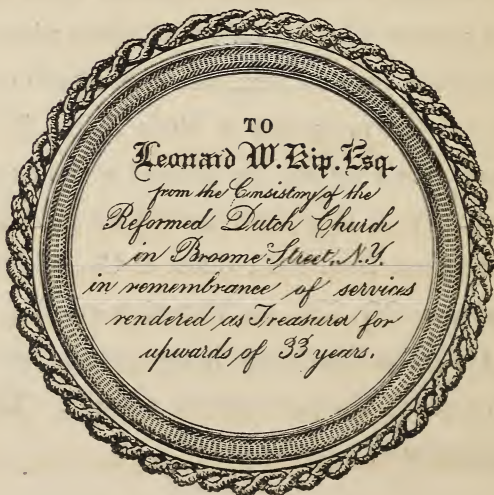 TO
Leonard W. Kip. Esq.
from the Consistory of the
Reformed Dutch Church
in Broome Street, N.Y.
in remembrance of services
rendered as Treasurer for
upwards of 33 years.